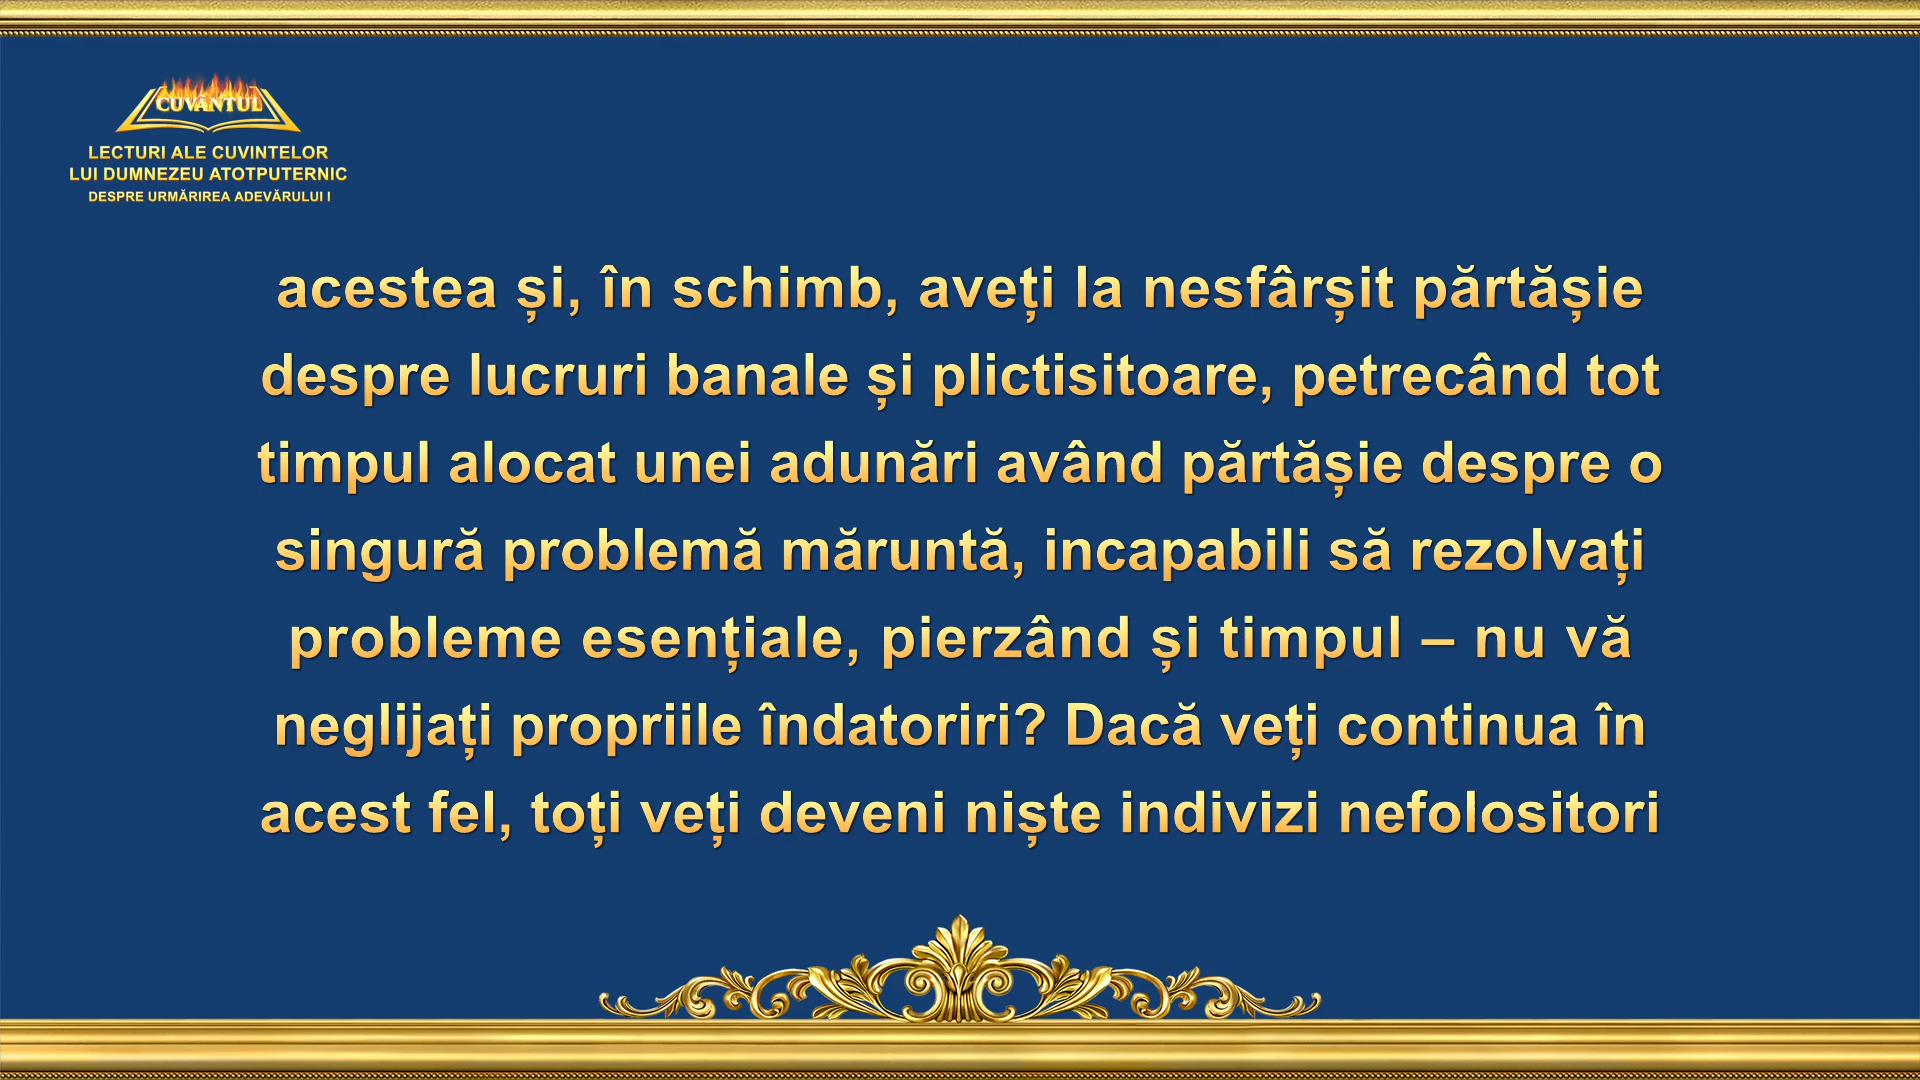 CUVÂNTUL
LECTURI ALE CUVINTELOR
LUI DUMNEZEU ATOTPUTERNIC
DESPRE URMĂRIREA ADEVĂRULUI I
acestea și, în schimb, aveți la nesfârșit părtășie
despre lucruri banale și plictisitoare, petrecând tot
timpul alocat unei adunări având părtășie despre o
singură problemă măruntă, incapabili să rezolvați
probleme esențiale, pierzând și timpul – nu vă
neglijați propriile îndatoriri? Dacă veți continua în
acest fel, toți veți deveni niște indivizi nefolositori